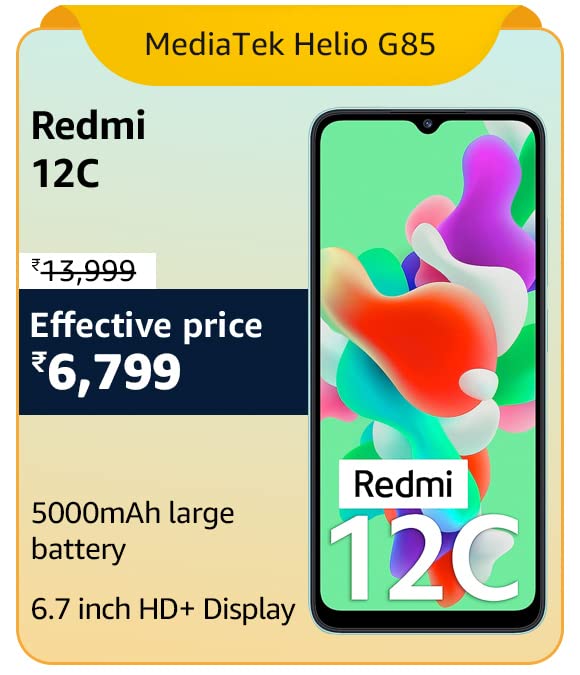 MediaTek Helio G85
Redmi
12C
₹13,999
Effective price
₹6,799
5000mAh large
battery
6.7 inch HD+ Display
Redmi
12C